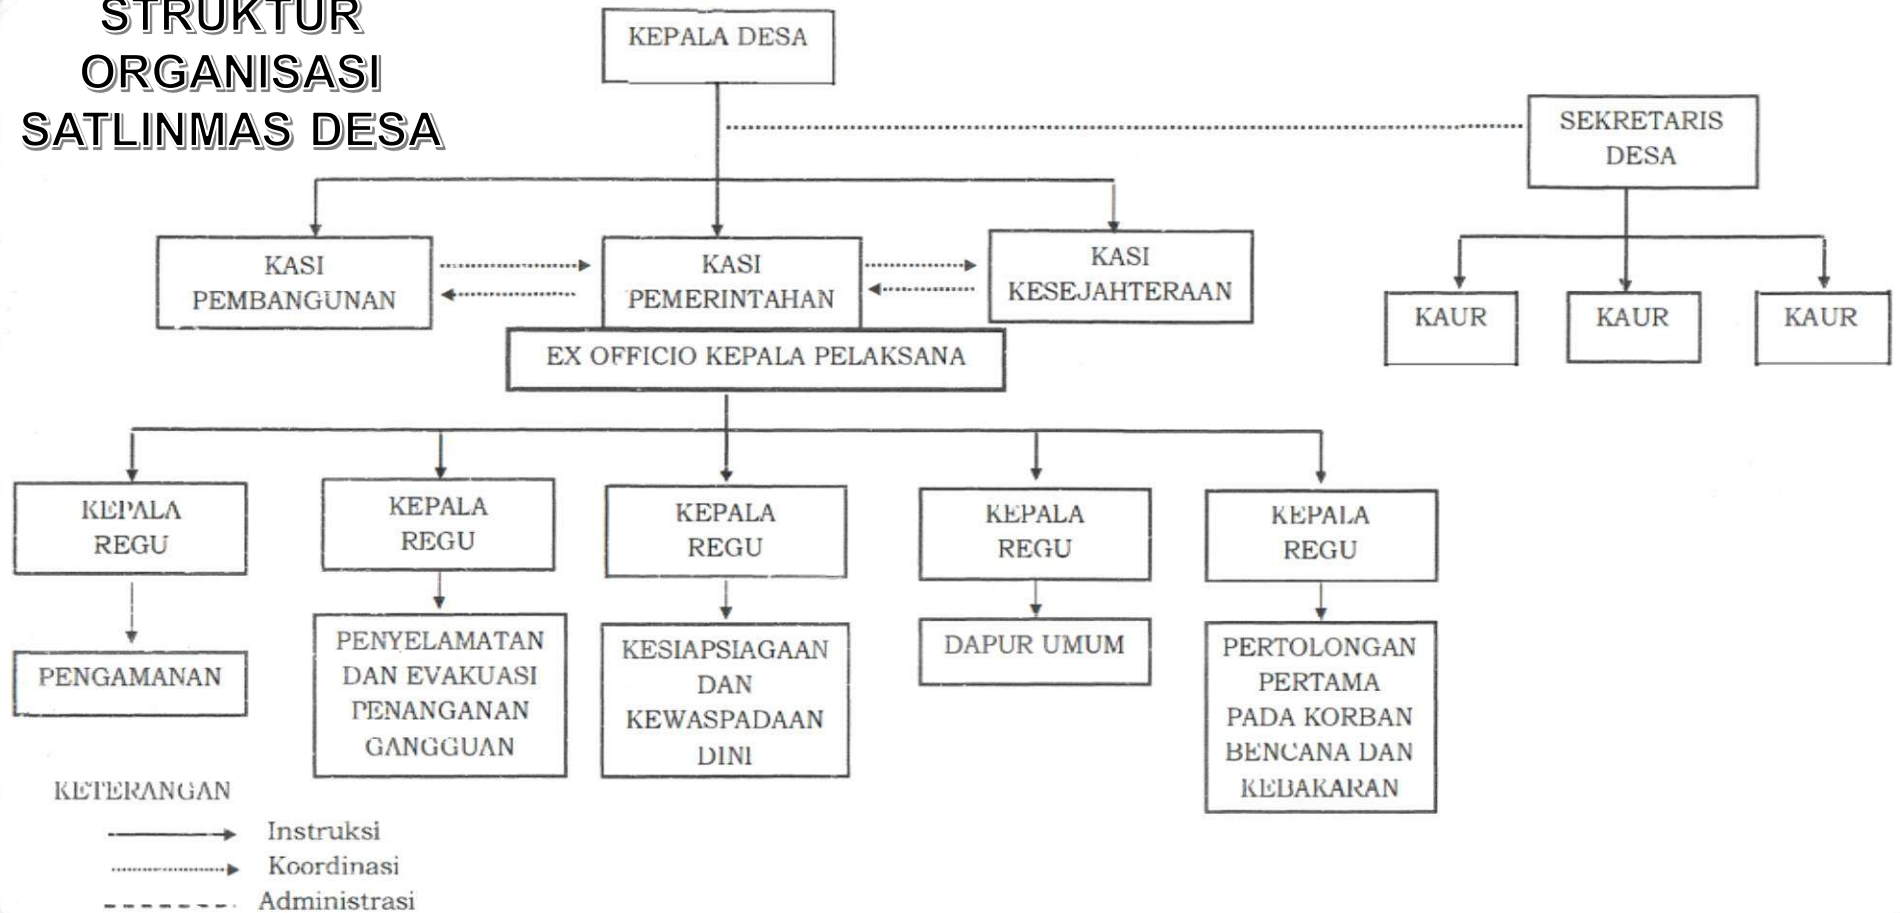 STRUKTUR
ORGANISASI
SATLINMAS DESA
KEPALA DESA
SEKRETARIS
DESA
KASI
PEMBANGUNAN
KASI
PEMERINTAHAN
KASI
KESEJAHTERAAN
EX OFFICIO KEPALA PELAKSANA
KAUR
KAUR
KAUR
KEPALA
REGU
KEPALA
REGU
KEPALA
REGU
KEPALA
REGU
KEPALA
REGU
PENGAMANAN
PENYELAMATAN
DAN EVAKUASI
PENANGANAN
GANGGUAN
KESIAPSIAGAAN
DAN
KEWASPADAAN
DINI
DAPUR UMUM
PERTOLONGAN
PERTAMA
PADA KORBAN
BENCANA DAN
KEBAKARAN
KETERANGAN
Instruksi
Koordinasi
Administrasi